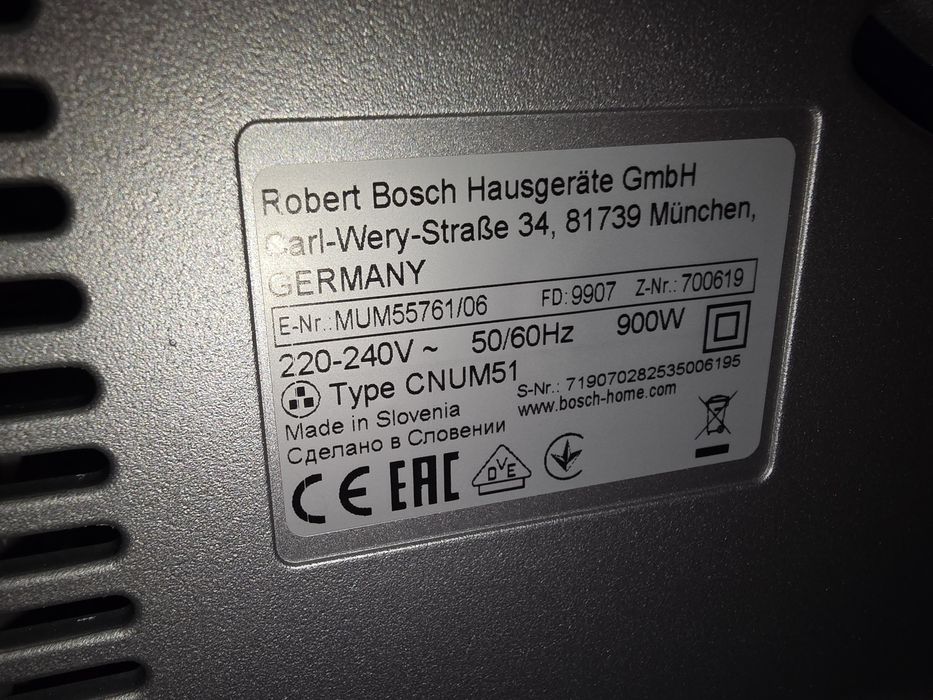 Robert Bosch Hausgeräte GmbH
Carl-Wery-Straße 34, 81739 München,
GERMANY
E-Nr.: MUM55761/06 FD: 9907 Z-Nr.: 700619
220-240V ~ 50/60Hz 900W
Type CNUM51
S-Nr.: 719070282535006195
www.bosch-home.com
Made in Slovenia
Сделано в Словении
CE EAC DVE